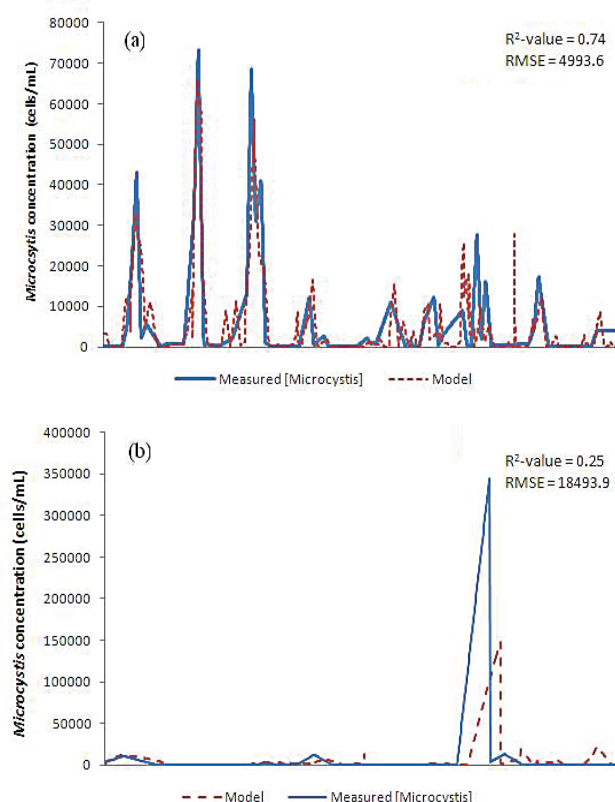 (a)
R²-value = 0.74
RMSE = 4993.6
80000
70000
60000
50000
40000
30000
20000
10000
0
Microcsytis concentration (cells/mL)
Measured [Microcystis]
Model
(b)
R²-value = 0.25
RMSE = 18493.9
400000
350000
300000
250000
200000
150000
100000
50000
0
Microcystis concentration (cells/mL)
Model
Measured [Microcystis]